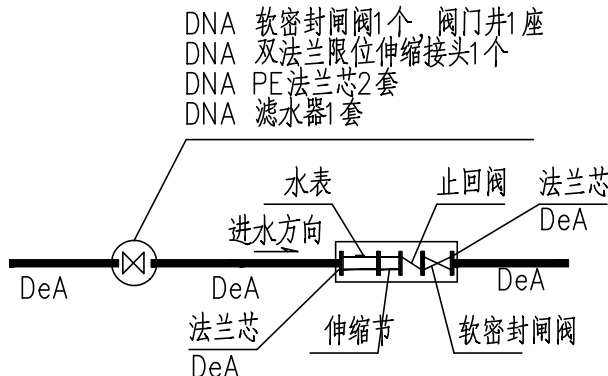 DNA 软密封闸阀1个，阀门井1座
DNA 双法兰限位伸缩接头1个
DNA PE法兰芯2套
DNA 滤水器1套
水表 止回阀 法兰芯
DeA
进水方向
DeA DeA DeA
法兰芯 伸缩节 软密封闸阀
DeA